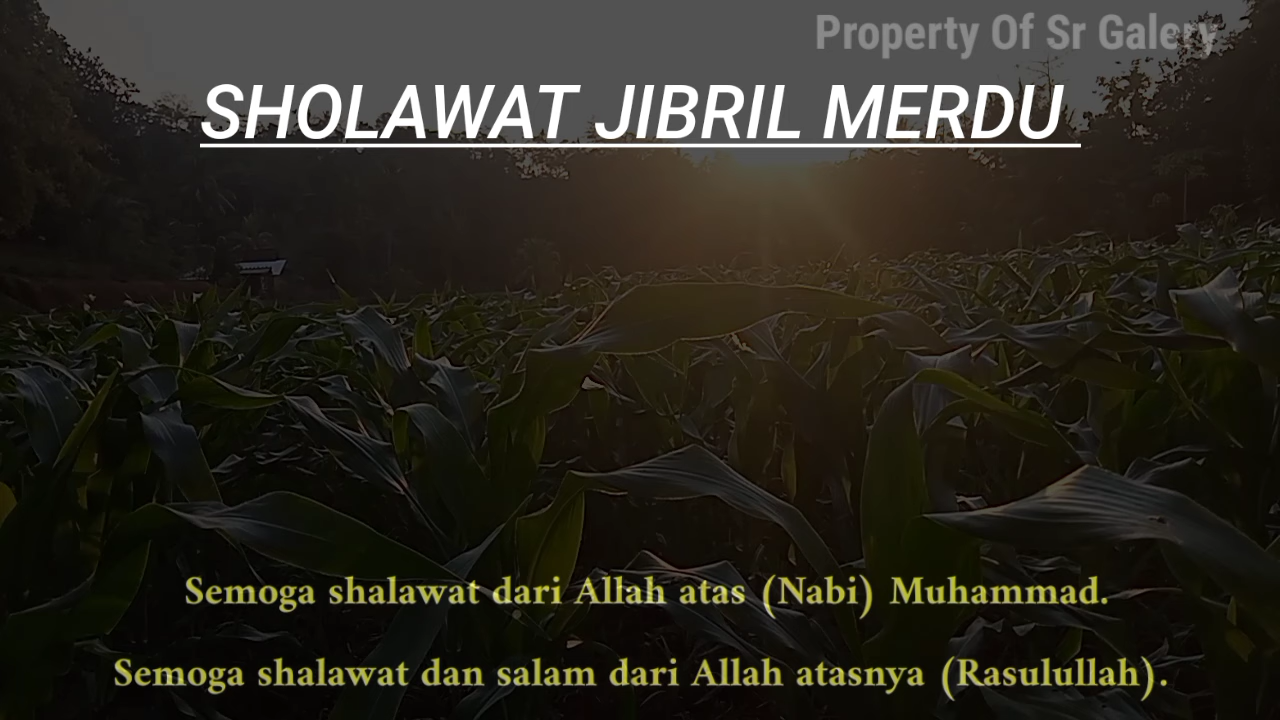 Property Of Sr Galery
SHOLAWAT JIBRIL MERDU
Semoga shalawat dari Allah atas (Nabi) Muhammad.
Semoga shalawat dan salam dari Allah atasnya (Rasulullah).